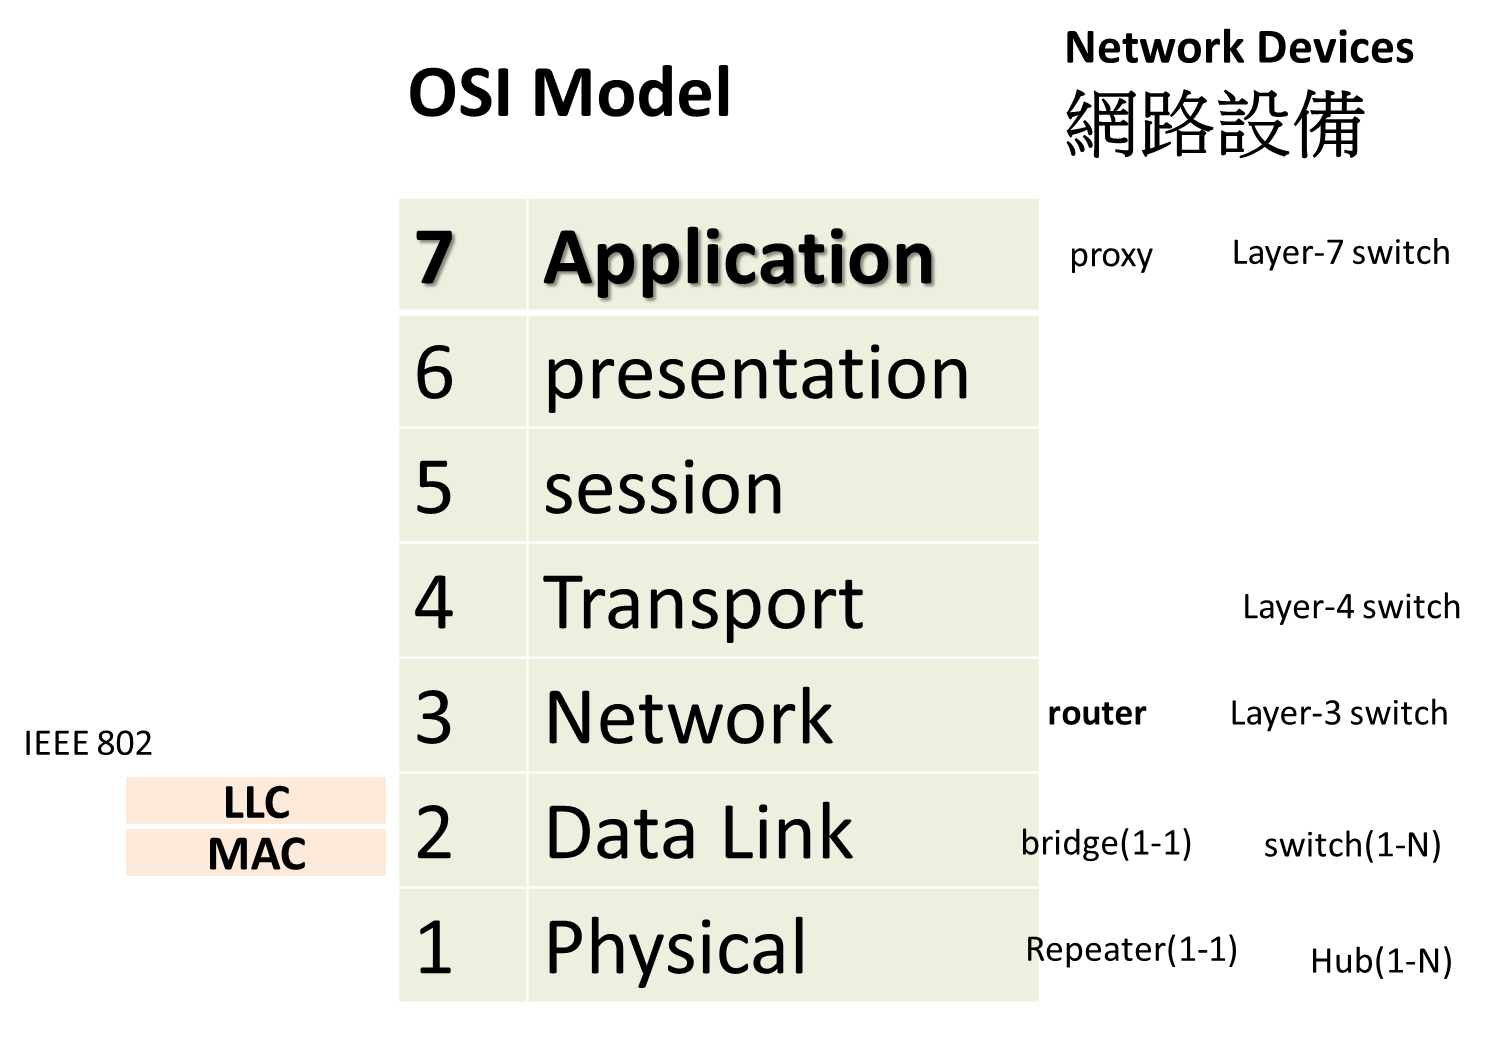 OSI Model
Network Devices
網路設備
7 Application proxy Layer-7 switch
6 presentation
5 session
4 Transport Layer-4 switch
3 Network router Layer-3 switch
IEEE 802
LLC
MAC
2 Data Link bridge(1-1) switch(1-N)
1 Physical Repeater(1-1) Hub(1-N)